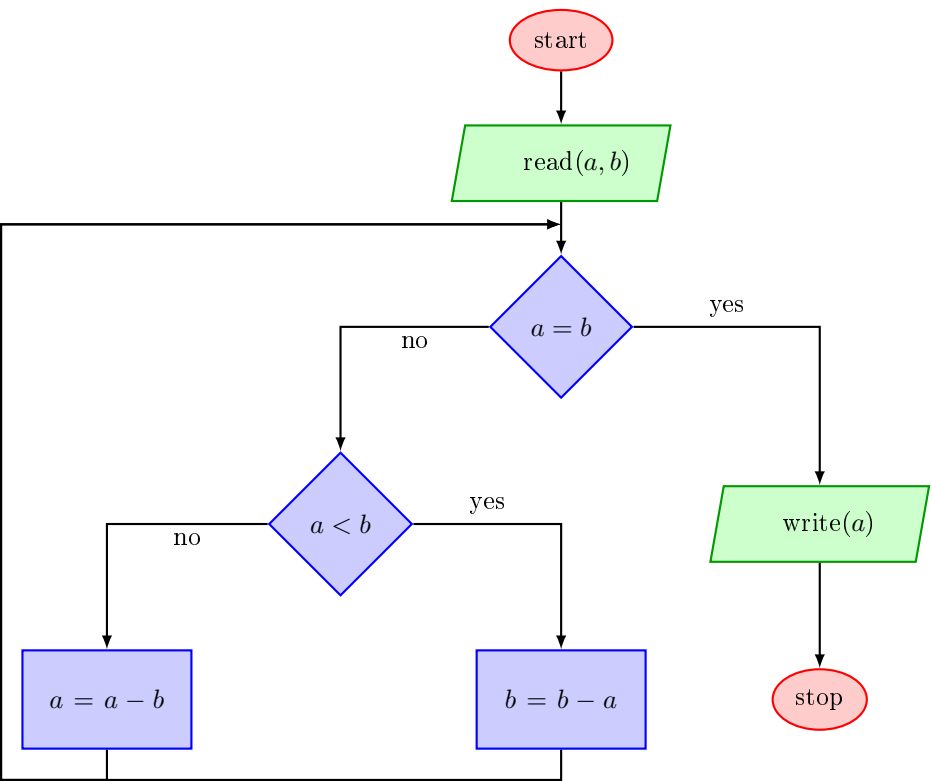 start
read(a, b)
a = b
yes
no
a < b
yes
no
write(a)
a = a − b
b = b − a
stop